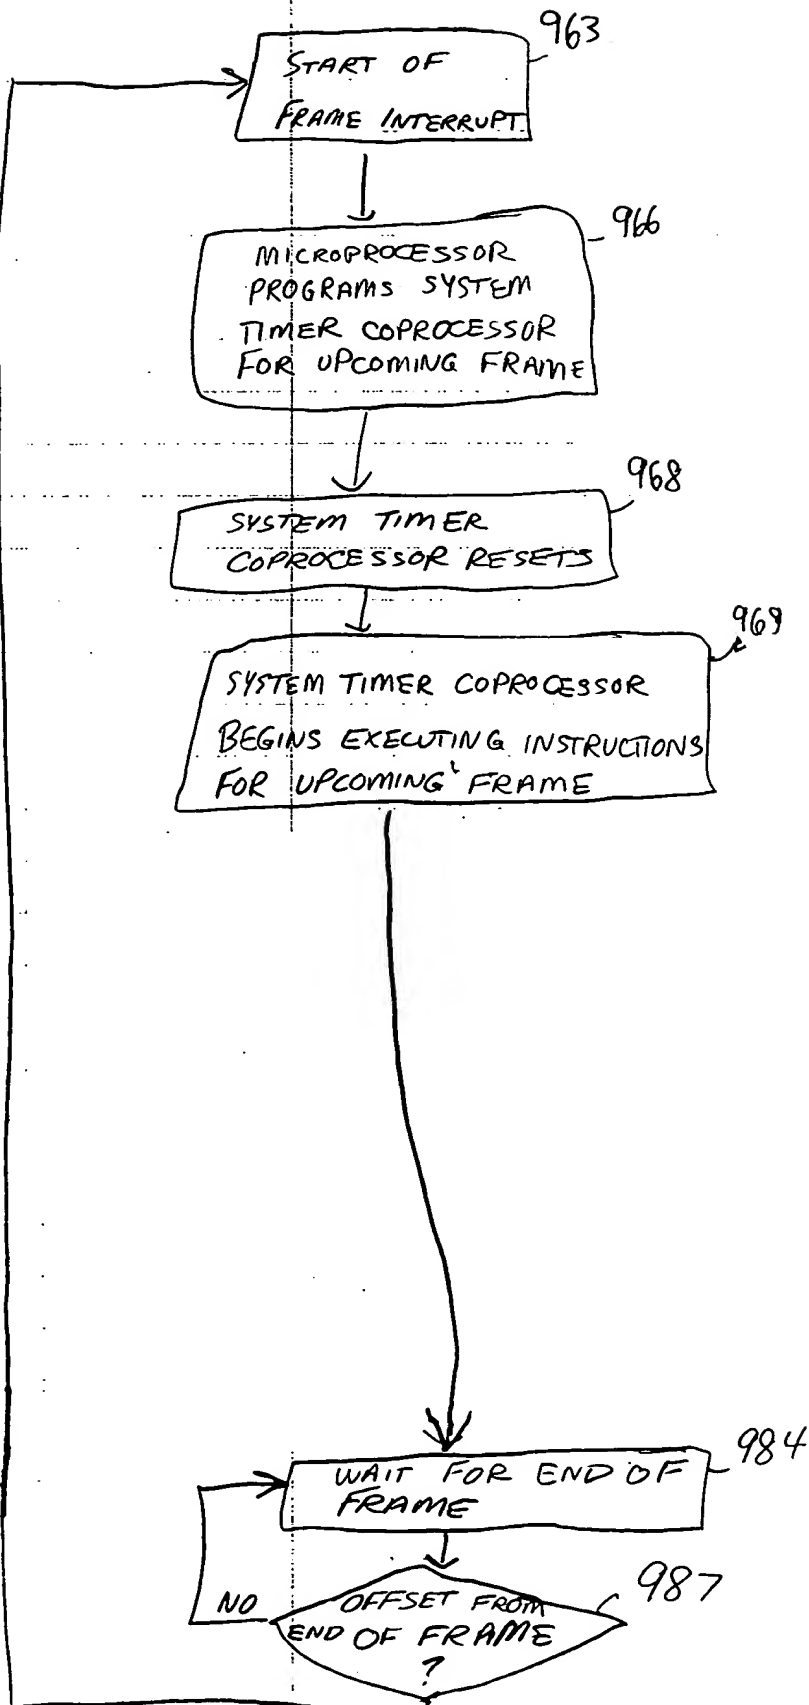 963
START OF
FRAME INTERRUPT
966
MICROPROCESSOR
PROGRAMS SYSTEM
TIMER COPROCESSOR
FOR UPCOMING FRAME
968
SYSTEM TIMER
COPROCESSOR RESETS
969
SYSTEM TIMER COPROCESSOR
BEGINS EXECUTING INSTRUCTIONS
FOR UPCOMING FRAME
984
WAIT FOR END OF
FRAME
987
NO
OFFSET FROM
END OF FRAME
?